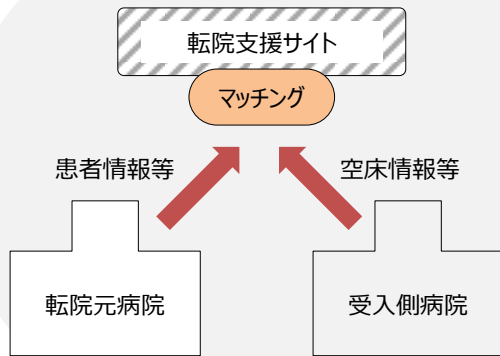 転院支援サイト
マッチング
患者情報等
空床情報等
転院元病院
受入側病院